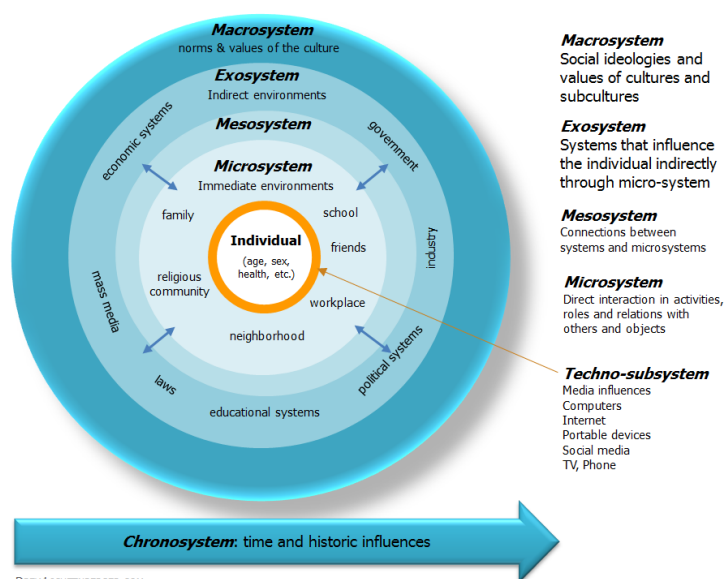 Macrosystem
norms & values of the culture
Exosystem
Indirect environments
Mesosystem
Microsystem
Immediate environments
economic systems
government
family
school
Individual
(age, sex,
health, etc.)
friends
industry
mass media
religious
community
workplace
neighborhood
laws
educational systems
political systems
Macrosystem
Social ideologies and
values of cultures and
subcultures
Exosystem
Systems that influence
the individual indirectly
through micro-system
Mesosystem
Connections between
systems and microsystems
Microsystem
Direct interaction in activities,
roles and relations with
others and objects
Techno-subsystem
Media influences
Computers
Internet
Portable devices
Social media
TV, Phone
Chronosystem: time and historic influences